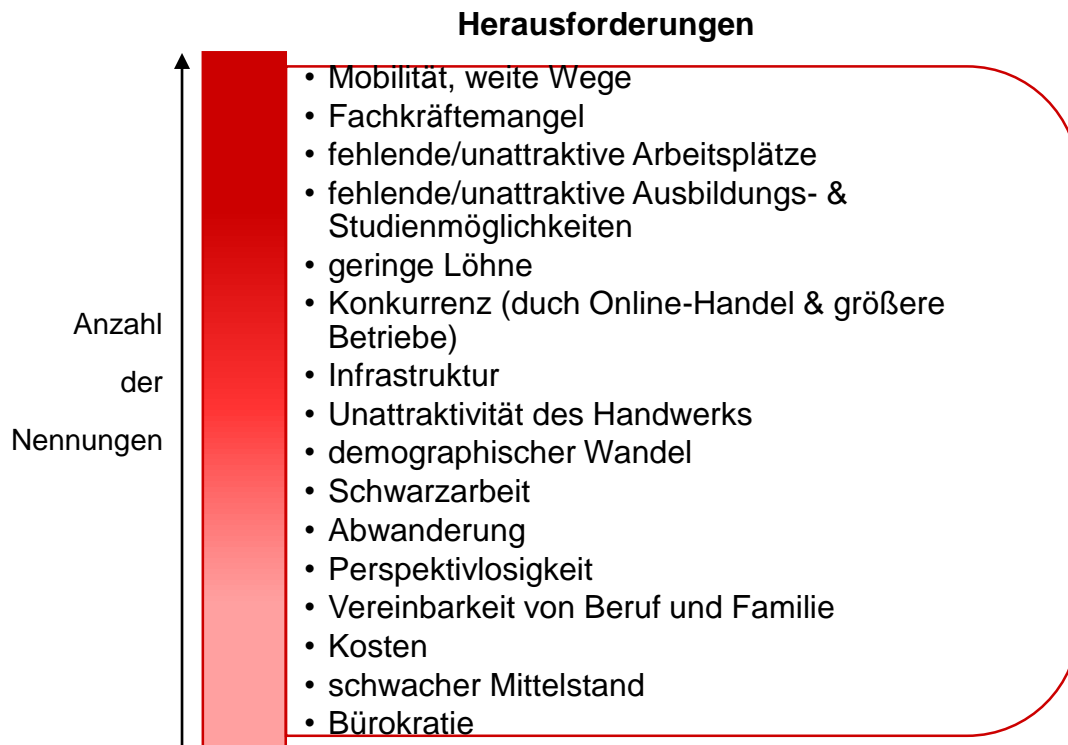 Herausforderungen
• Mobilität, weite Wege
• Fachkräftemangel
• fehlende/unattraktive Arbeitsplätze
• fehlende/unattraktive Ausbildungs- &
Studienmöglichkeiten
• geringe Löhne
• Konkurrenz (duch Online-Handel & größere
Betriebe)
• Infrastruktur
• Unattraktivität des Handwerks
• demographischer Wandel
• Schwarzarbeit
• Abwanderung
• Perspektivlosigkeit
• Vereinbarkeit von Beruf und Familie
• Kosten
• schwacher Mittelstand
• Bürokratie
Anzahl
der
Nennungen